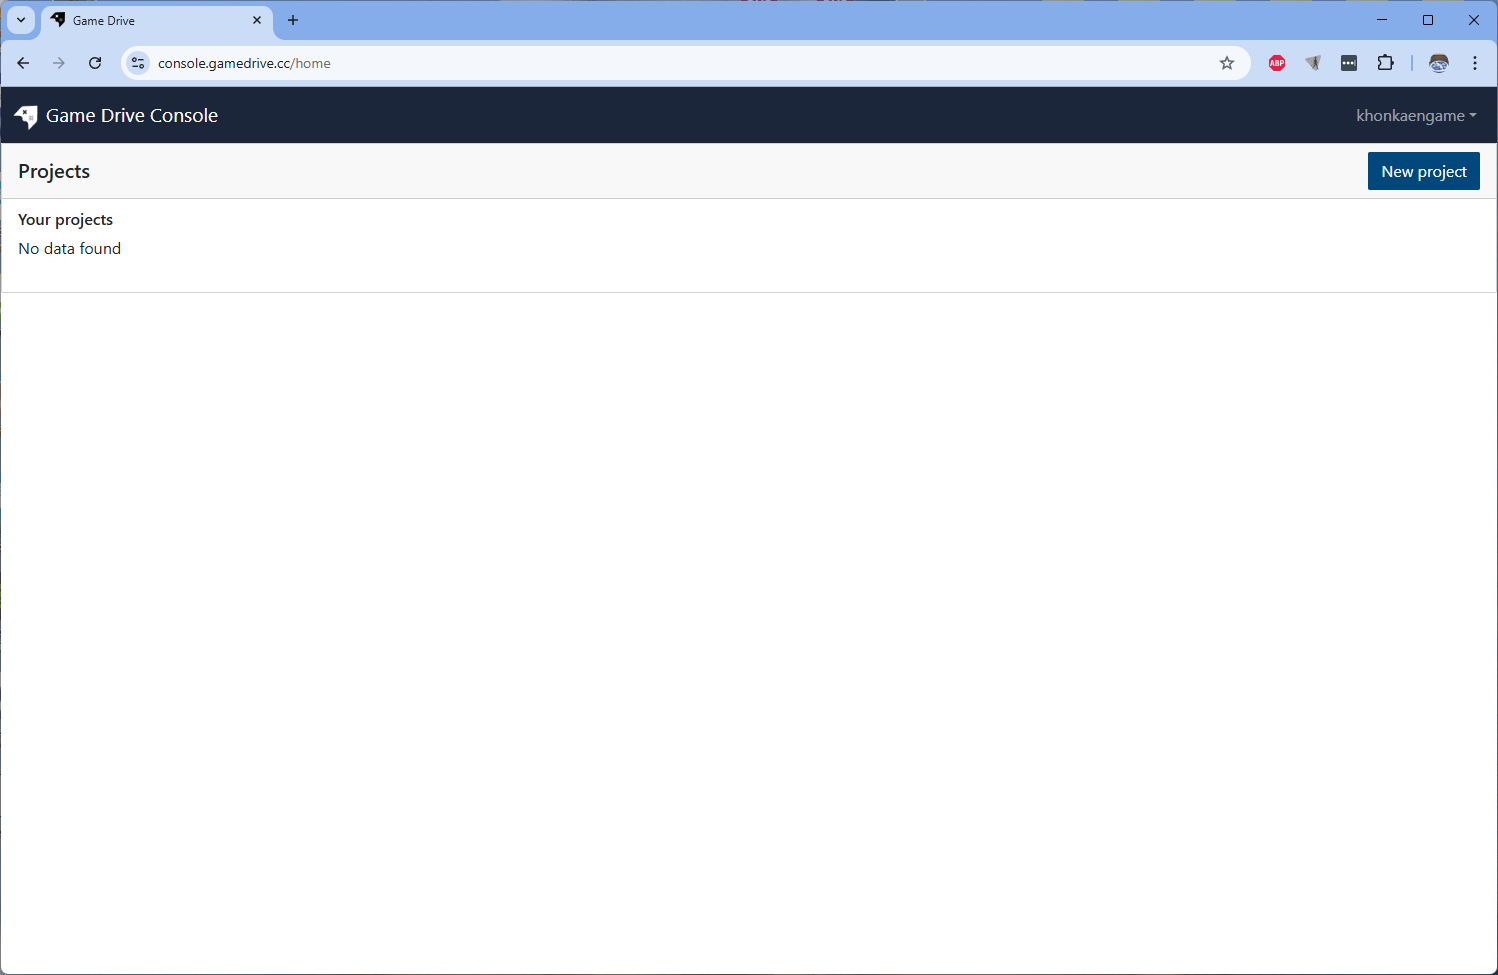 Game Drive
console.gamedrive.cc/home
ABP
Game Drive Console
khonkaengame
Projects
New project
Your projects
No data found